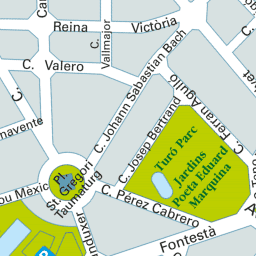 Reina Victòria
C. Vallmajor
C. Valero
C. Johann Sebastian Bach
C. Ferran Agulló
C. Josep Bertrand
Turó Parc
Jardins
Poeta Eduard
Marquina
Pl.
St. Gregori
Taumaturg
C. Pérez Cabrero
Fontestà